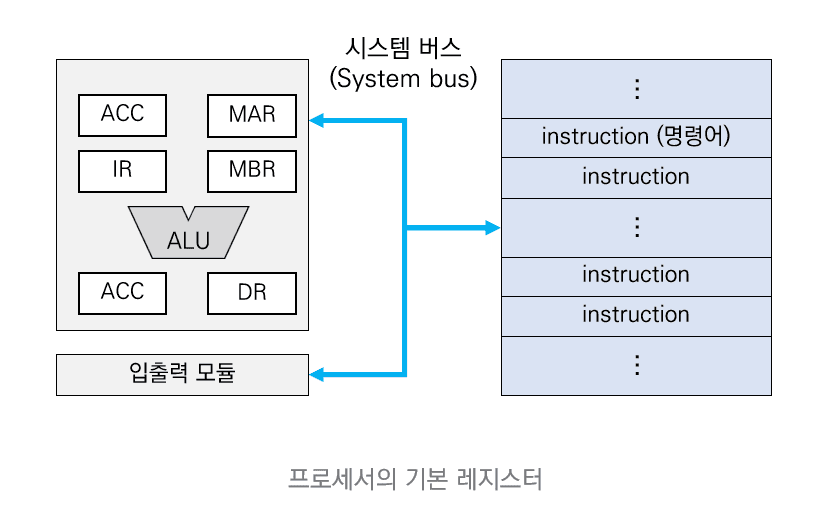 시스템 버스
(System bus)
ACC
MAR
IR
MBR
ALU
ACC
DR
입출력 모듈
⋮
instruction (명령어)
instruction
⋮
instruction
instruction
⋮
프로세서의 기본 레지스터